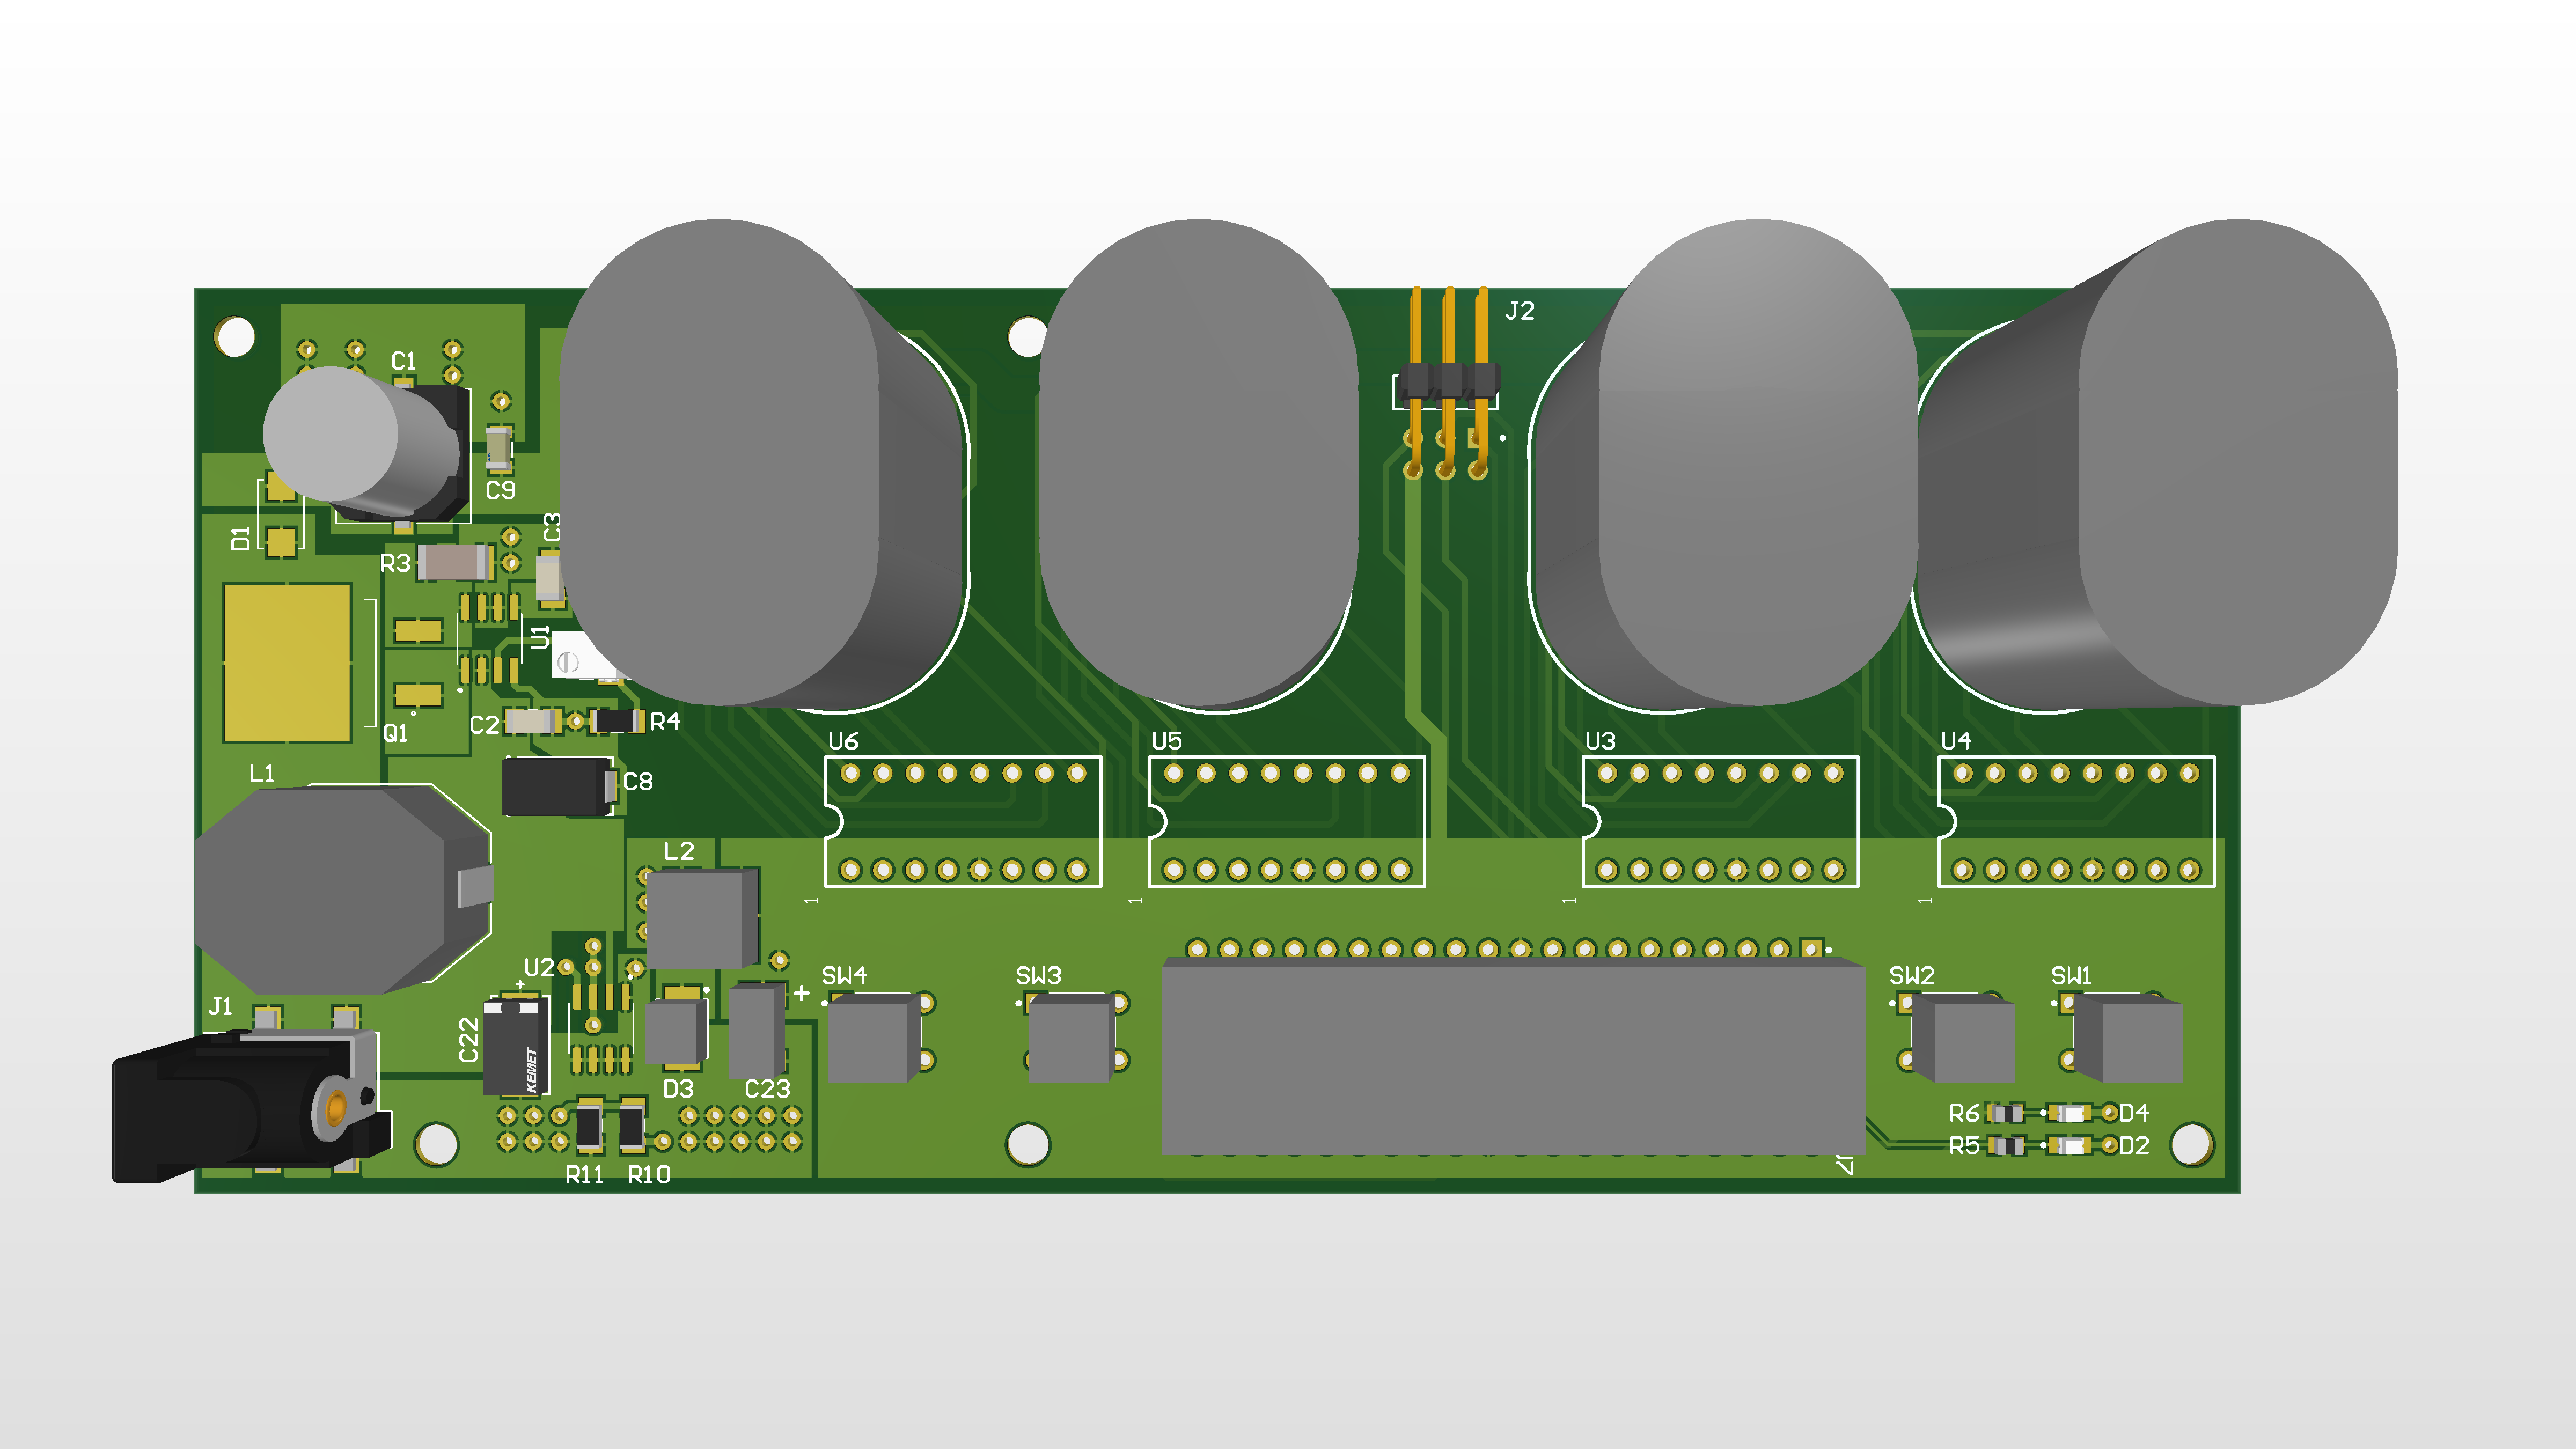 J2
C1
C9
C3
D1
R3
U1
C2
R4
Q1
U6
U5
U3
U4
L1
C8
L2
1
1
1
1
U2
+
SW4
SW3
SW2
SW1
J1
+
C22
KEMET
D3
C23
R6
D4
R5
D2
J7
R11
R10